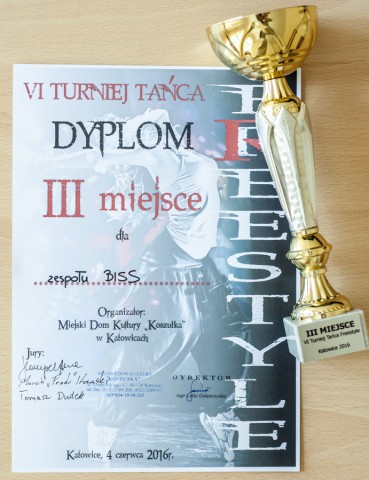 VI TURNIEJ TAŃCA
FREESTYLE
DYPLOM
III miejsce
dla
zespołu BISS
Organizator:
Miejski Dom Kultury „Koszutka"
w Katowicach
Jury:
Tomasz Dudek
DYREKTOR
Katowice, 4 czerwca 2016r.
III MIEJSCE
VI Turniej Tańca Freestyle
Katowice 2016